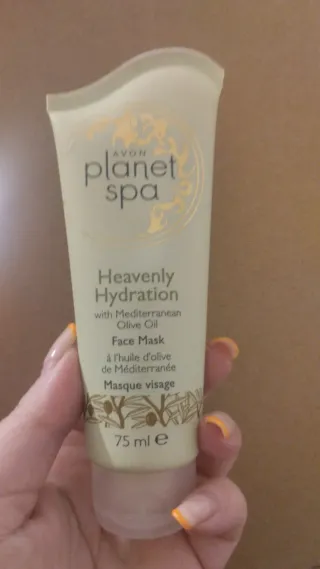 AVON
planet
spa
Heavenly
Hydration
with Mediterranean
Olive Oil
Face Mask
à l'huile d'olive
de Méditerranée
Masque visage
75 ml e